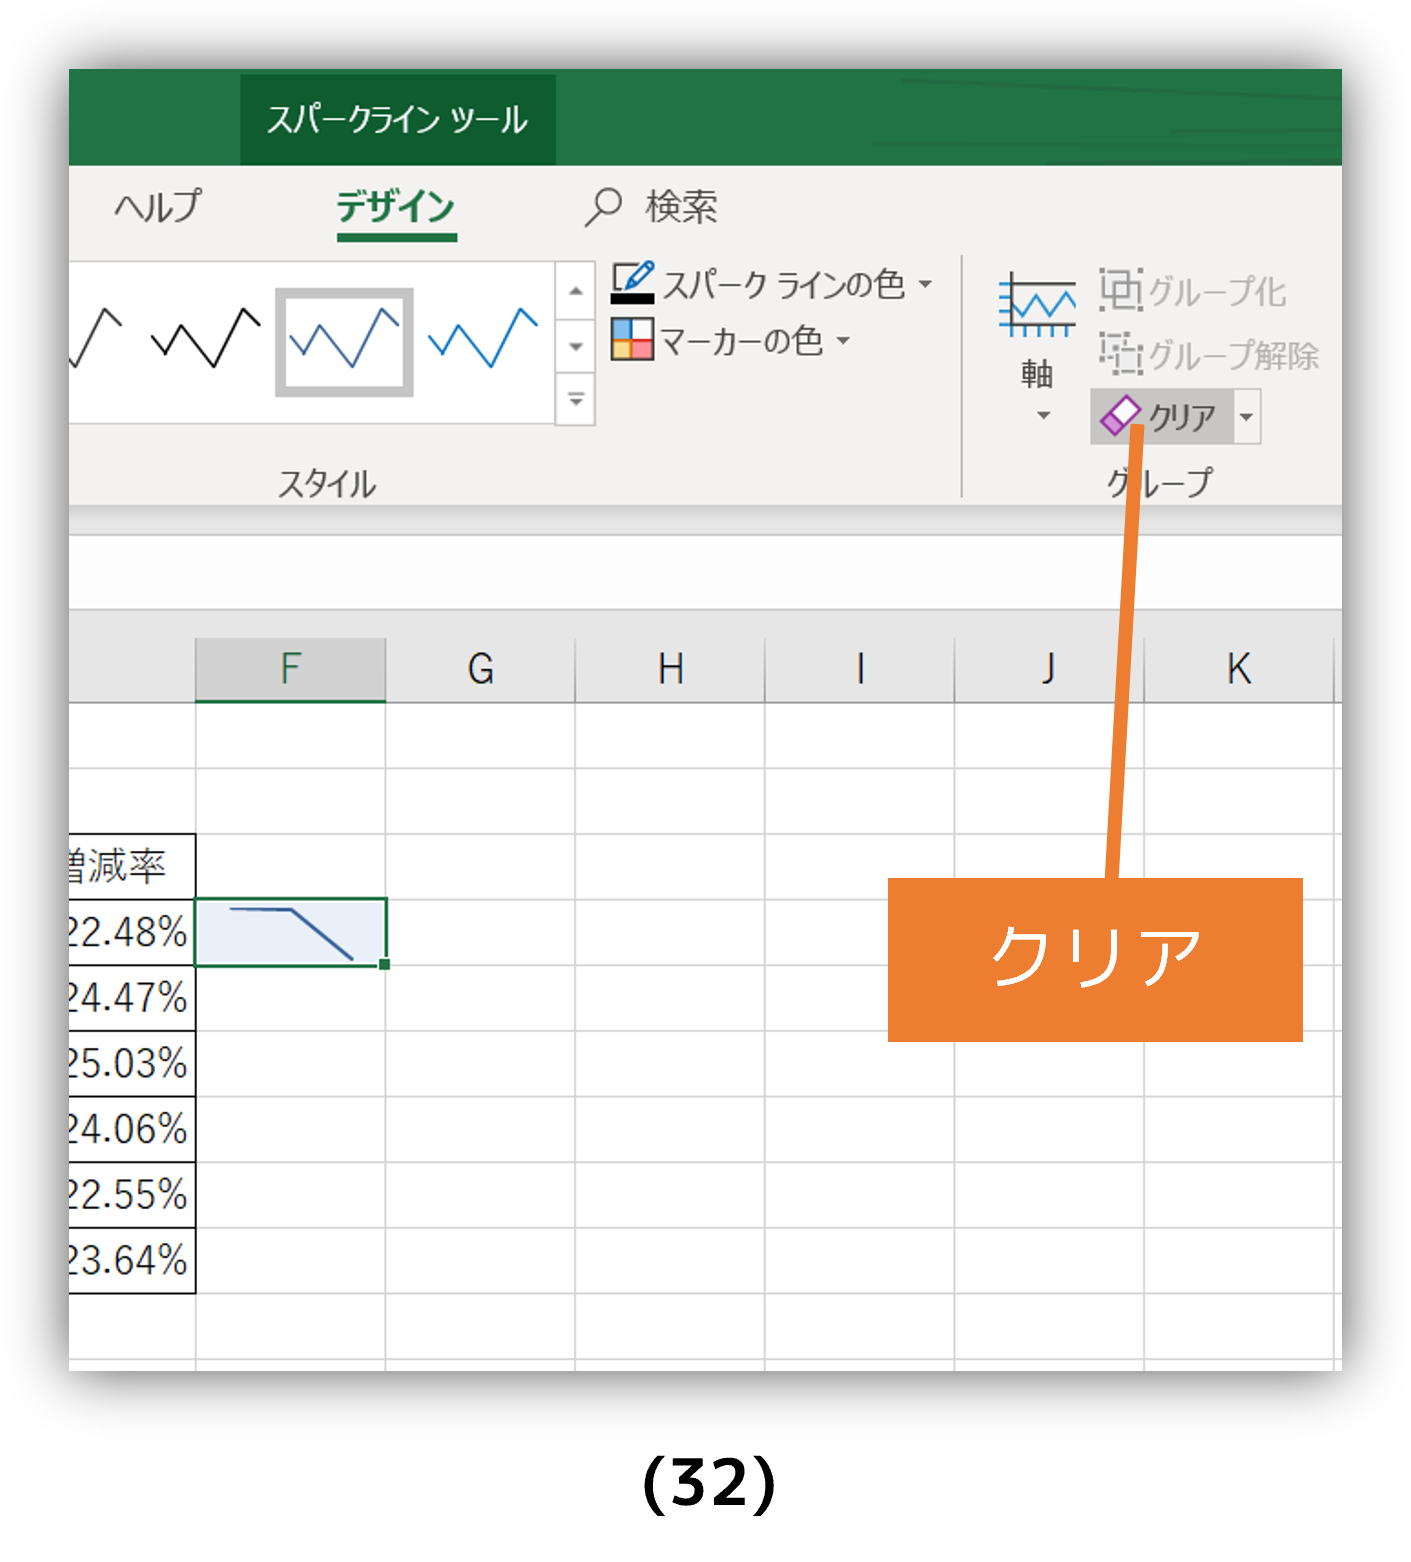 スパークライン ツール
ヘルプ
デザイン
検索
スパーク ラインの色
マーカーの色
軸
グループ化
グループ解除
クリア
スタイル
グループ
F
G
H
I
J
K
増減率
22.48%
24.47%
25.03%
24.06%
22.55%
23.64%
クリア
(32)